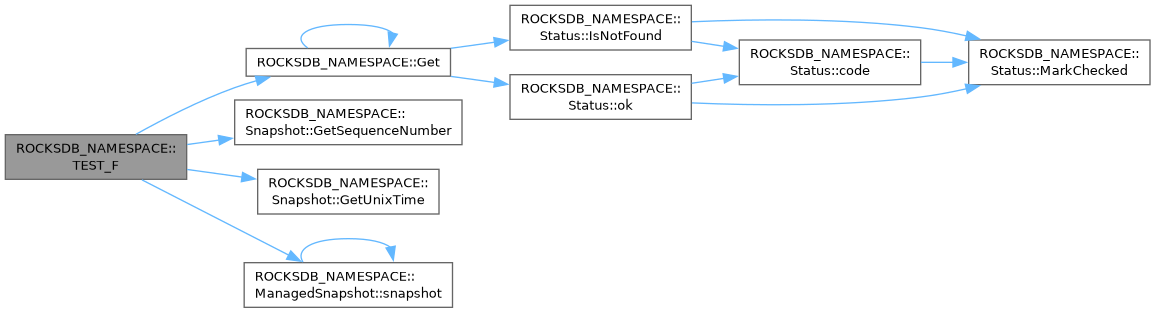 ROCKSDB_NAMESPACE::
TEST_F
ROCKSDB_NAMESPACE::Get
ROCKSDB_NAMESPACE::
Snapshot::GetSequenceNumber
ROCKSDB_NAMESPACE::
Snapshot::GetUnixTime
ROCKSDB_NAMESPACE::
ManagedSnapshot::snapshot
ROCKSDB_NAMESPACE::
Status::IsNotFound
ROCKSDB_NAMESPACE::
Status::ok
ROCKSDB_NAMESPACE::
Status::code
ROCKSDB_NAMESPACE::
Status::MarkChecked